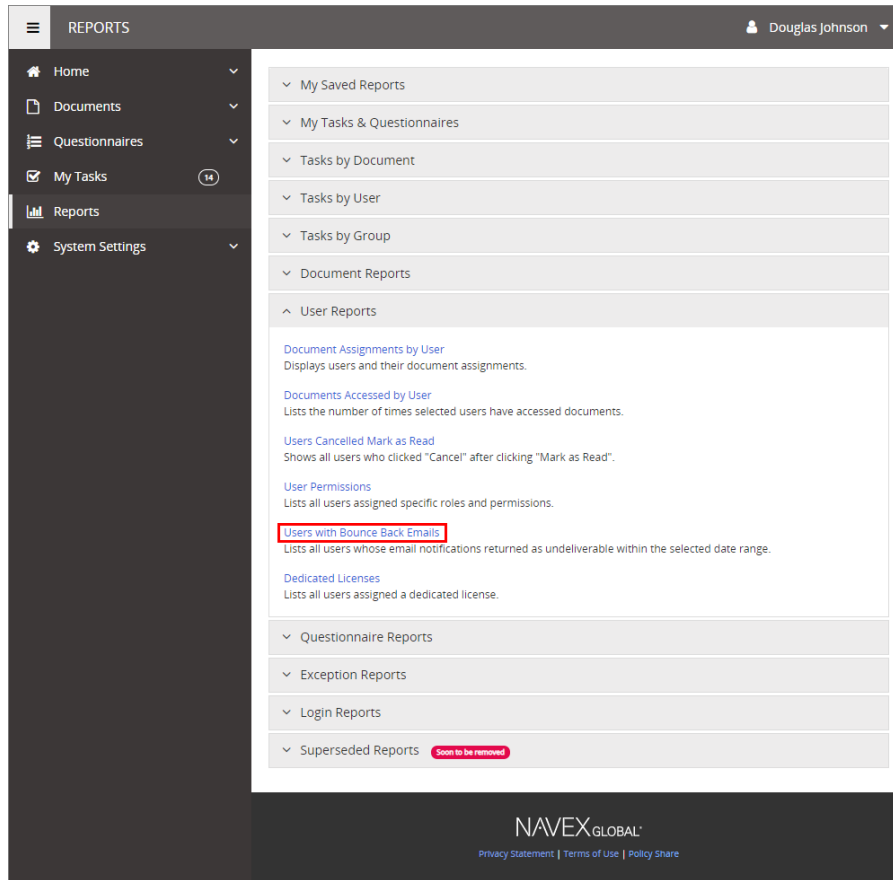 REPORTS
Douglas Johnson
Home
Documents
Questionnaires
My Tasks 14
Reports
System Settings
My Saved Reports
My Tasks & Questionnaires
Tasks by Document
Tasks by User
Tasks by Group
Document Reports
User Reports
Document Assignments by User
Displays users and their document assignments.
Documents Accessed by User
Lists the number of times selected users have accessed documents.
Users Cancelled Mark as Read
Shows all users who clicked "Cancel" after clicking "Mark as Read".
User Permissions
Lists all users assigned specific roles and permissions.
Users with Bounce Back Emails
Lists all users whose email notifications returned as undeliverable within the selected date range.
Dedicated Licenses
Lists all users assigned a dedicated license.
Questionnaire Reports
Exception Reports
Login Reports
Superseded Reports Soon to be removed
NAVEX GLOBAL
Privacy Statement | Terms of Use | Policy Share